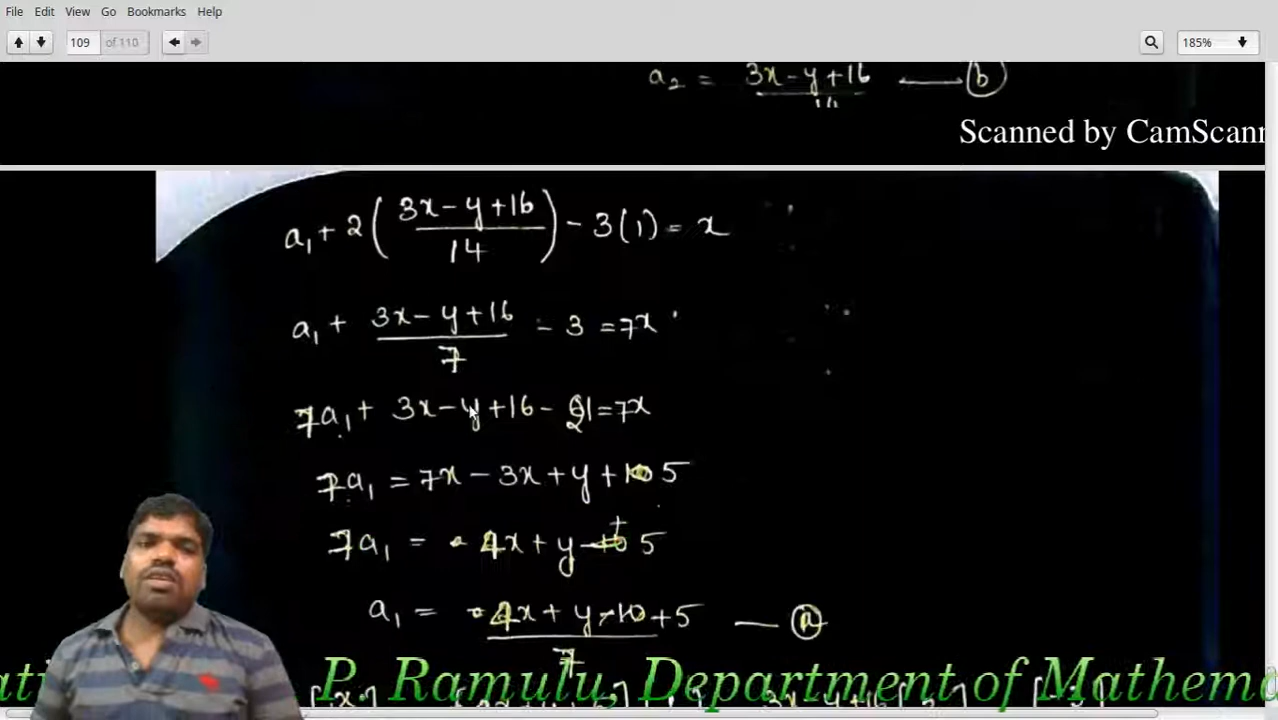 File Edit View Go Bookmarks Help
109 of 110 185%
a₂ = (3x-y+16)/14 —— (b)
Scanned by CamScann
a₁ + 2((3x-y+16)/14) - 3(1) = x
a₁ + (3x-y+16)/7 - 3 = 7x
7a₁ + 3x-y+16-21=7x
7a₁ = 7x - 3x + y + 5
7a₁ = 4x + y + 5
a₁ = (4x + y + 5)/7 — (a)
P. Ramulu, Department of Mathema